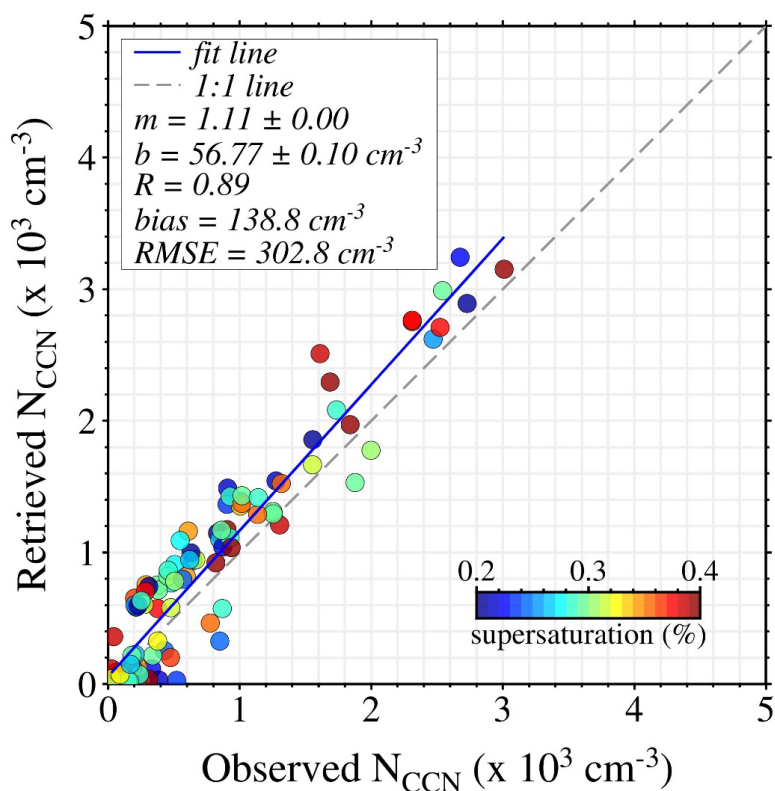 fit line
1:1 line
m = 1.11 ± 0.00
b = 56.77 ± 0.10 cm⁻³
R = 0.89
bias = 138.8 cm⁻³
RMSE = 302.8 cm⁻³
5
4
3
2
1
0
Retrieved N_CCN (x 10³ cm⁻³)
0.2 0.3 0.4
supersaturation (%)
0 1 2 3 4 5
Observed N_CCN (x 10³ cm⁻³)